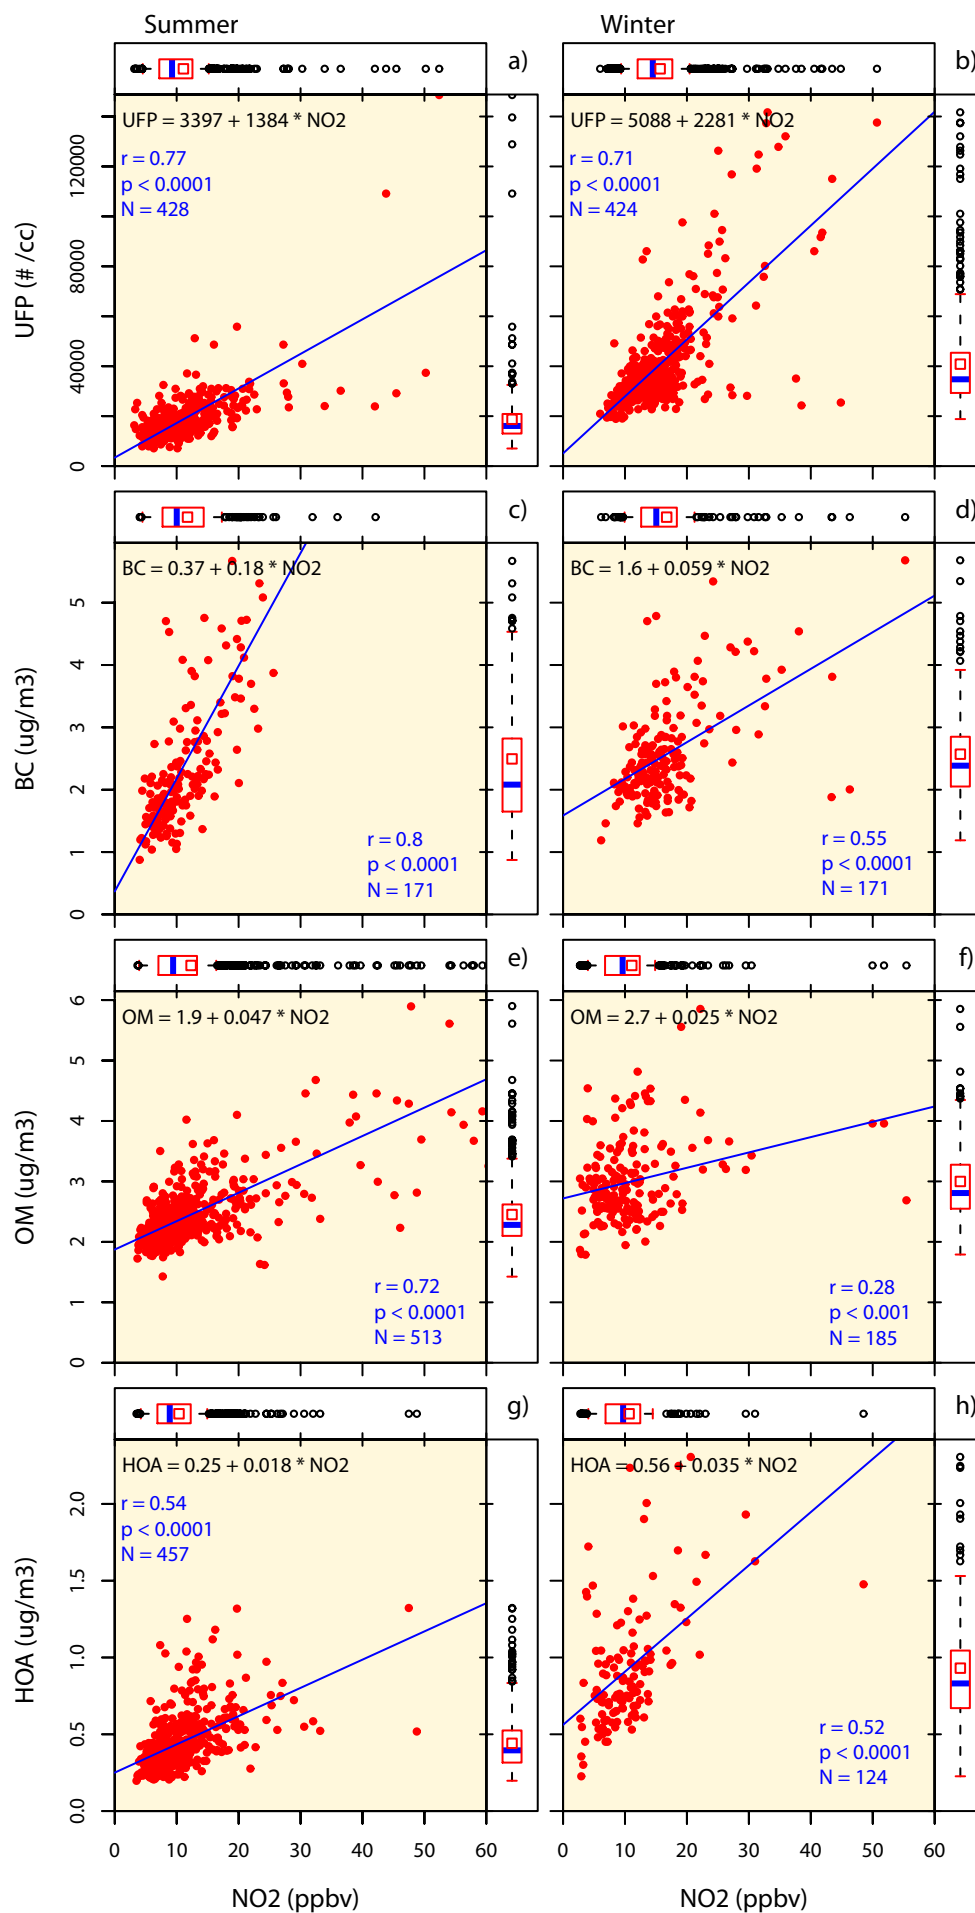 Summer
Winter
a)
b)
UFP = 3397 + 1384 * NO2
r = 0.77
p < 0.0001
N = 428
UFP = 5088 + 2281 * NO2
r = 0.71
p < 0.0001
N = 424
UFP (# /cc)
0
40000
80000
120000
c)
d)
BC = 0.37 + 0.18 * NO2
r = 0.8
p < 0.0001
N = 171
BC = 1.6 + 0.059 * NO2
r = 0.55
p < 0.0001
N = 171
BC (ug/m3)
0
1
2
3
4
5
e)
f)
OM = 1.9 + 0.047 * NO2
r = 0.72
p < 0.0001
N = 513
OM = 2.7 + 0.025 * NO2
r = 0.28
p < 0.001
N = 185
OM (ug/m3)
0
1
2
3
4
5
6
g)
h)
HOA = 0.25 + 0.018 * NO2
r = 0.54
p < 0.0001
N = 457
HOA = 0.56 + 0.035 * NO2
r = 0.52
p < 0.0001
N = 124
HOA (ug/m3)
0.0
0.5
1.0
1.5
2.0
0 10 20 30 40 50 60
0 10 20 30 40 50 60
NO2 (ppbv)
NO2 (ppbv)